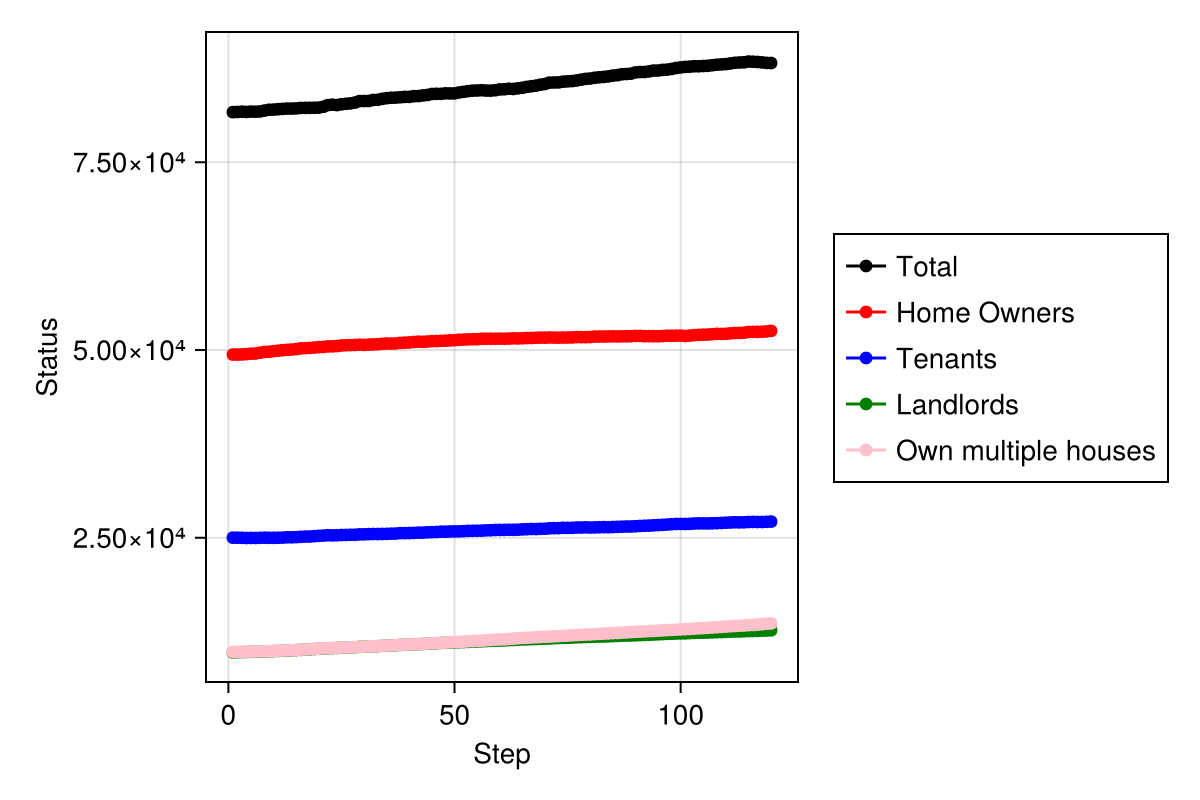 7.50×10⁴
5.00×10⁴
2.50×10⁴
Status
0 50 100
Step
Total
Home Owners
Tenants
Landlords
Own multiple houses